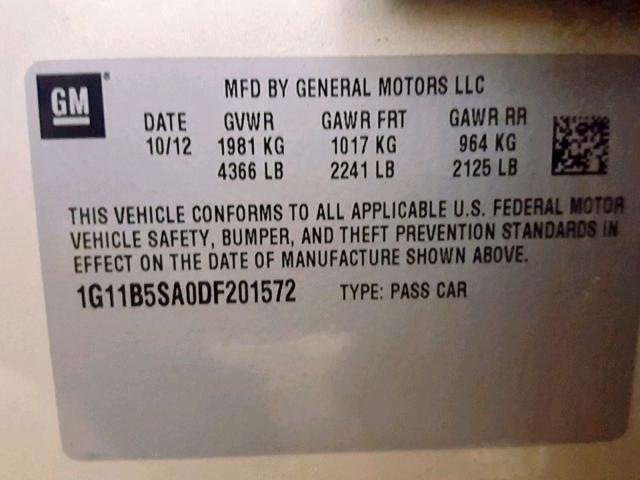 GM®
MFD BY GENERAL MOTORS LLC
DATE GVWR GAWR FRT GAWR RR
10/12 1981 KG 1017 KG 964 KG
4366 LB 2241 LB 2125 LB
THIS VEHICLE CONFORMS TO ALL APPLICABLE U.S. FEDERAL MOTOR
VEHICLE SAFETY, BUMPER, AND THEFT PREVENTION STANDARDS IN
EFFECT ON THE DATE OF MANUFACTURE SHOWN ABOVE.
1G11B5SA0DF201572 TYPE: PASS CAR